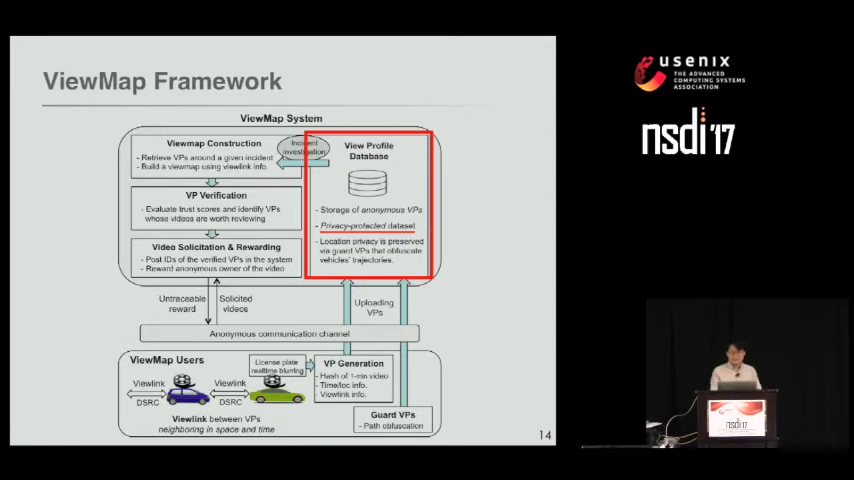 ViewMap Framework
ViewMap System
Viewmap Construction
- Retrieve VPs around a given incident
- Build a viewmap using viewlink info.
Incident
investigation
VP Verification
- Evaluate trust scores and identify VPs
whose videos are worth reviewing
Video Solicitation & Rewarding
- Post IDs of the verified VPs in the system
- Reward anonymous owner of the video
View Profile
Database
- Storage of anonymous VPs
- Privacy-protected dataset
- Location privacy is preserved
via guard VPs that obfuscate
vehicles' trajectories.
Untraceable
reward
Solicited
videos
Uploading
VPs
Anonymous communication channel
ViewMap Users
License plate
realtime blurring
VP Generation
- Hash of 1-min video
- Time/loc info.
- Viewlink info.
Viewlink
DSRC
Viewlink
DSRC
Viewlink between VPs
neighboring in space and time
Guard VPs
- Path obfuscation
14
usenix
THE ADVANCED
COMPUTING SYSTEMS
ASSOCIATION
nsdi '17
usenix
nsdi'17